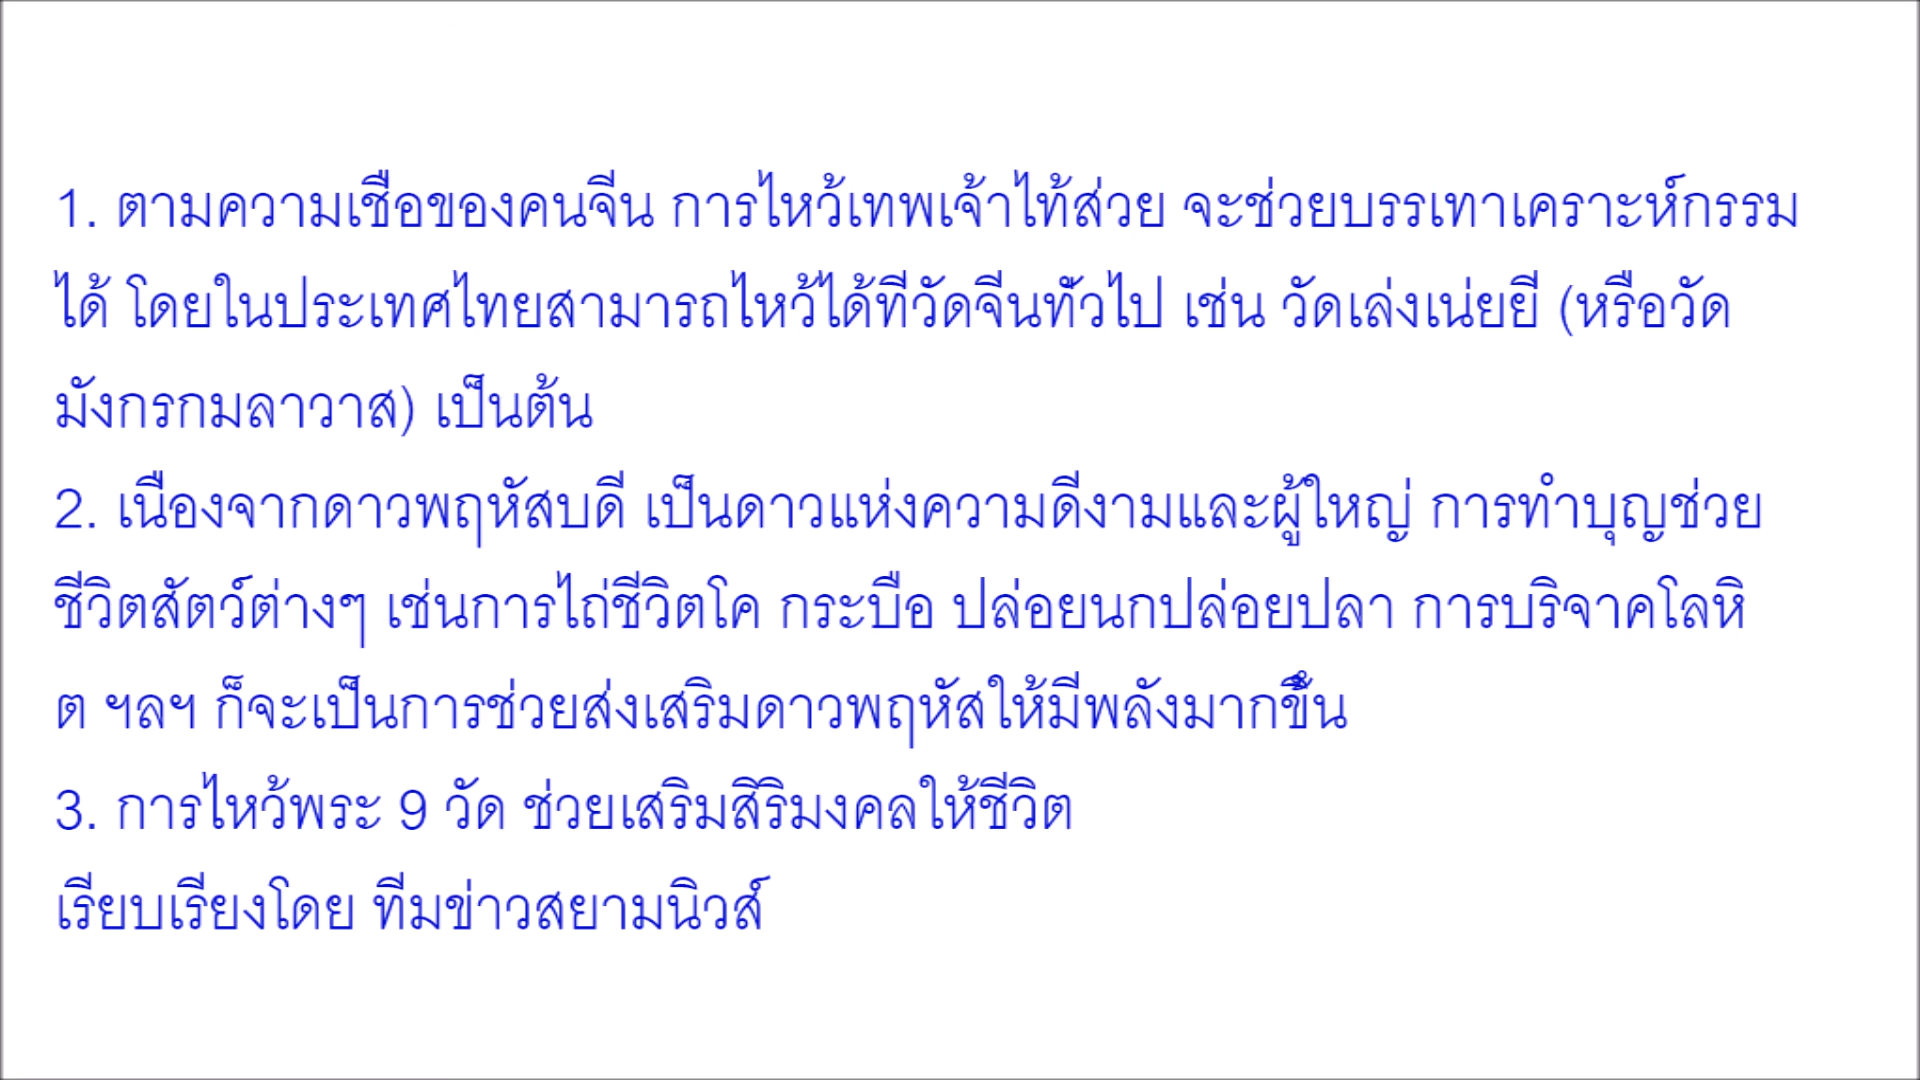 1. ตามความเชื่อของคนจีน การไหว้เทพเจ้าไท้ส่วย จะช่วยบรรเทาเคราะห์กรรม
ได้ โดยในประเทศไทยสามารถไหว้ได้ที่วัดจีนทั่วไป เช่น วัดเล่งเน่ยยี่ (หรือวัด
มังกรกมลาวาส) เป็นต้น
2. เนื่องจากดาวพฤหัสบดี เป็นดาวแห่งความดีงามและผู้ใหญ่ การทำบุญช่วย
ชีวิตสัตว์ต่างๆ เช่นการไถ่ชีวิตโค กระบือ ปล่อยนกปล่อยปลา การบริจาคโลหิ
ต ฯลฯ ก็จะเป็นการช่วยส่งเสริมดาวพฤหัสให้มีพลังมากขึ้น
3. การไหว้พระ 9 วัด ช่วยเสริมสิริมงคลให้ชีวิต
เรียบเรียงโดย ทีมข่าวสยามนิวส์